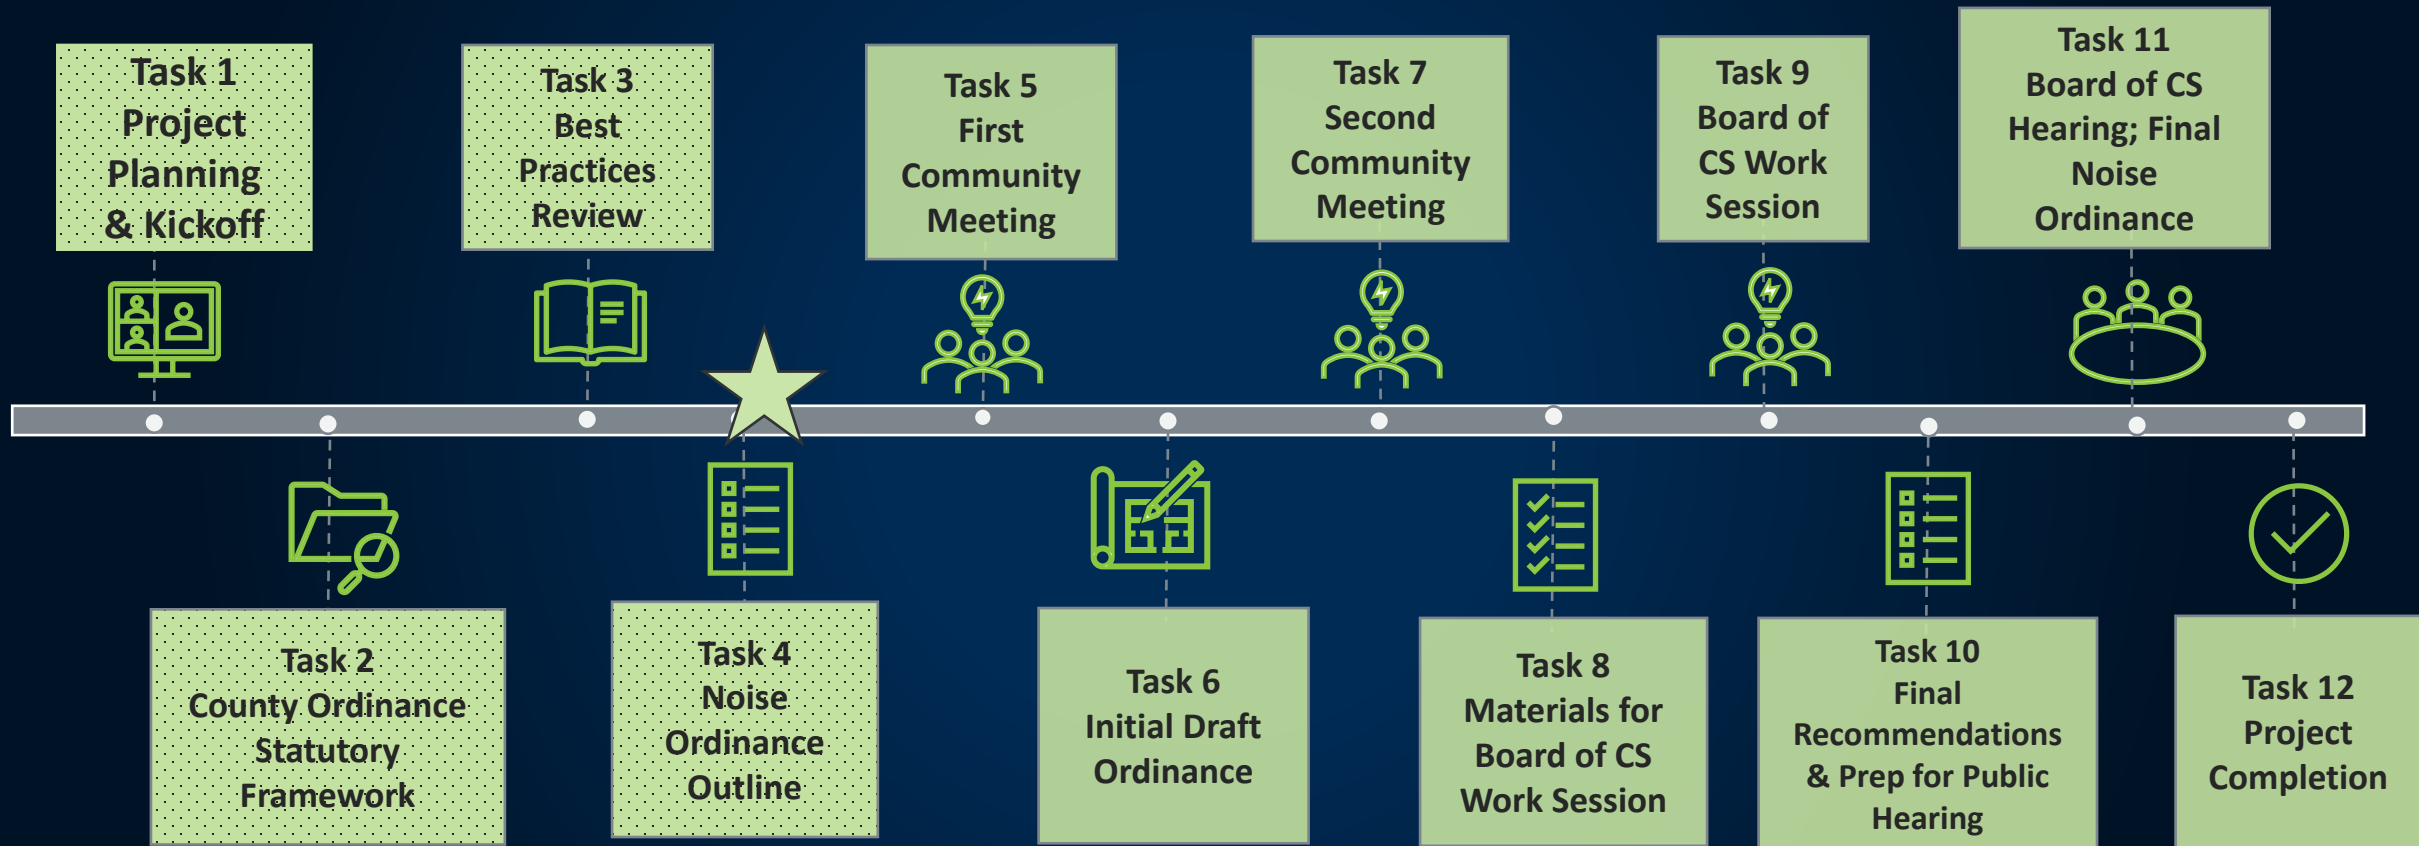 Task 1
Project
Planning
& Kickoff
Task 2
County Ordinance
Statutory
Framework
Task 3
Best
Practices
Review
Task 4
Noise
Ordinance
Outline
Task 5
First
Community
Meeting
Task 6
Initial Draft
Ordinance
Task 7
Second
Community
Meeting
Task 8
Materials for
Board of CS
Work Session
Task 9
Board of
CS Work
Session
Task 10
Final
Recommendations
& Prep for Public
Hearing
Task 11
Board of CS
Hearing; Final
Noise
Ordinance
Task 12
Project
Completion